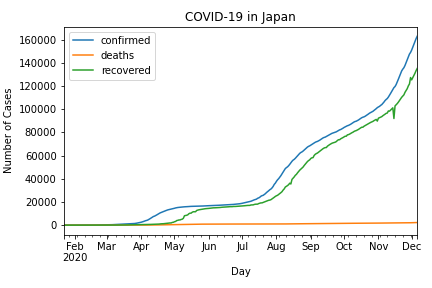 COVID-19 in Japan
confirmed
deaths
recovered
Number of Cases
160000
140000
120000
100000
80000
60000
40000
20000
0
Feb Mar Apr May Jun Jul Aug Sep Oct Nov Dec
2020
Day